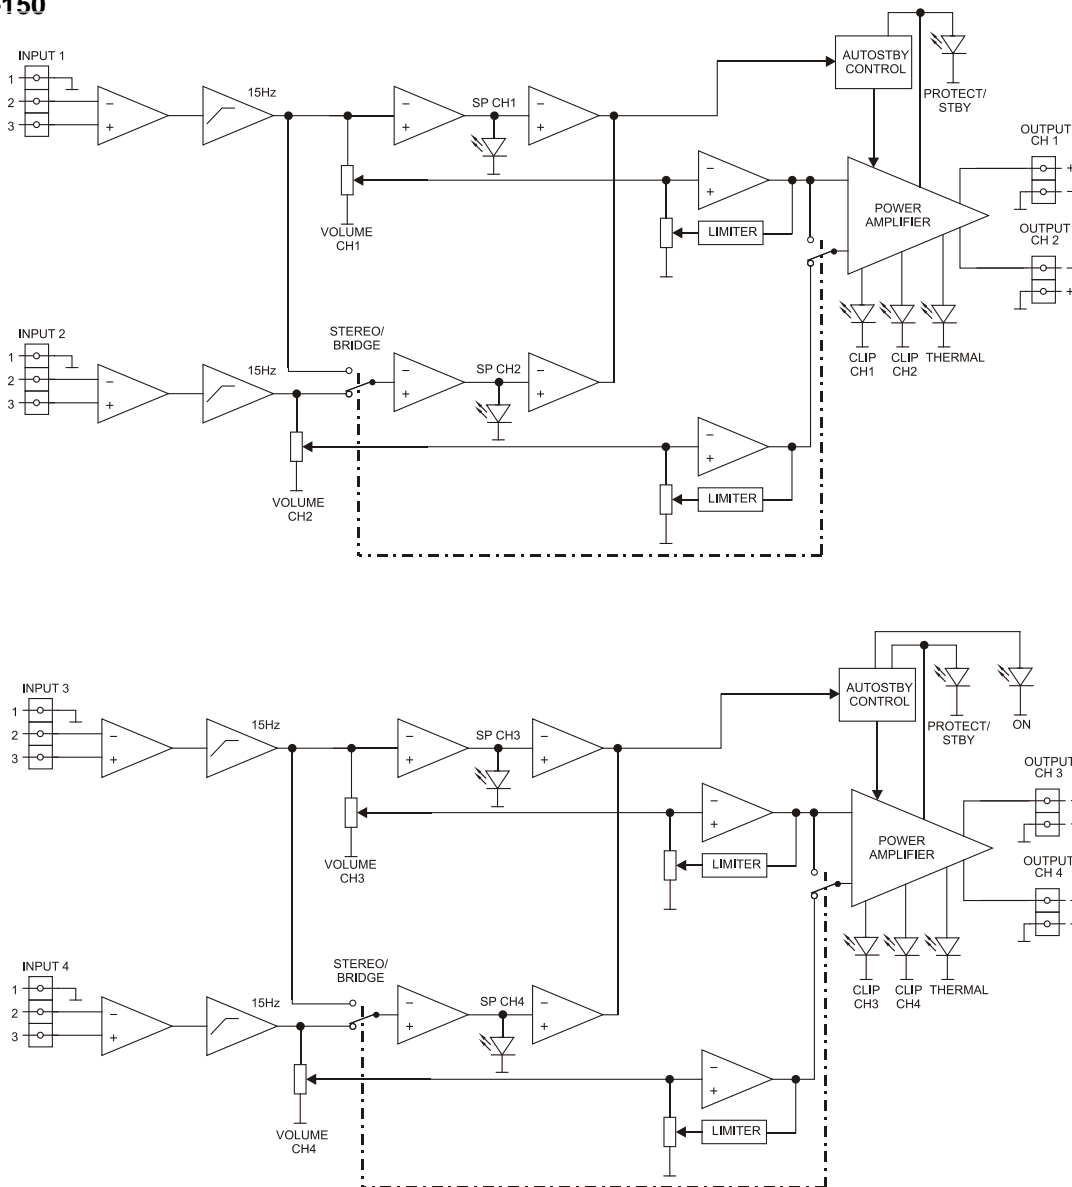 -150
INPUT 1
1
2
3
15Hz
SP CH1
AUTOSTBY
CONTROL
PROTECT/
STBY
OUTPUT
CH 1
+
−
VOLUME
CH1
LIMITER
POWER
AMPLIFIER
OUTPUT
CH 2
−
+
INPUT 2
1
2
3
15Hz
STEREO/
BRIDGE
SP CH2
CLIP
CH1
CLIP
CH2
THERMAL
VOLUME
CH2
LIMITER
INPUT 3
1
2
3
15Hz
SP CH3
AUTOSTBY
CONTROL
PROTECT/
STBY
ON
OUTPUT
CH 3
VOLUME
CH3
LIMITER
POWER
AMPLIFIER
OUTPUT
CH 4
INPUT 4
1
2
3
15Hz
STEREO/
BRIDGE
SP CH4
CLIP
CH3
CLIP
CH4
THERMAL
VOLUME
CH4
LIMITER